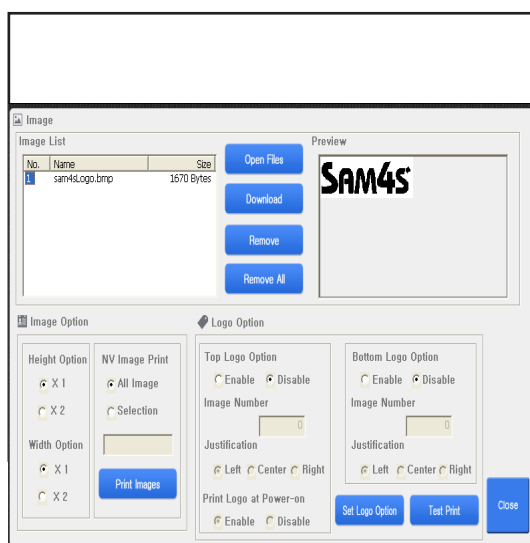 Image
Image List
Preview
No. Name Size
1 sam4sLogo.bmp 1670 Bytes
Open Files
Download
Remove
Remove All
SAM4S
Image Option
Logo Option
Height Option
X 1
X 2
Width Option
X 1
X 2
NV Image Print
All Image
Selection
Print Images
Top Logo Option
Enable Disable
Image Number
0
Justification
Left Center Right
Print Logo at Power-on
Enable Disable
Bottom Logo Option
Enable Disable
Image Number
0
Justification
Left Center Right
Set Logo Option
Test Print
Close